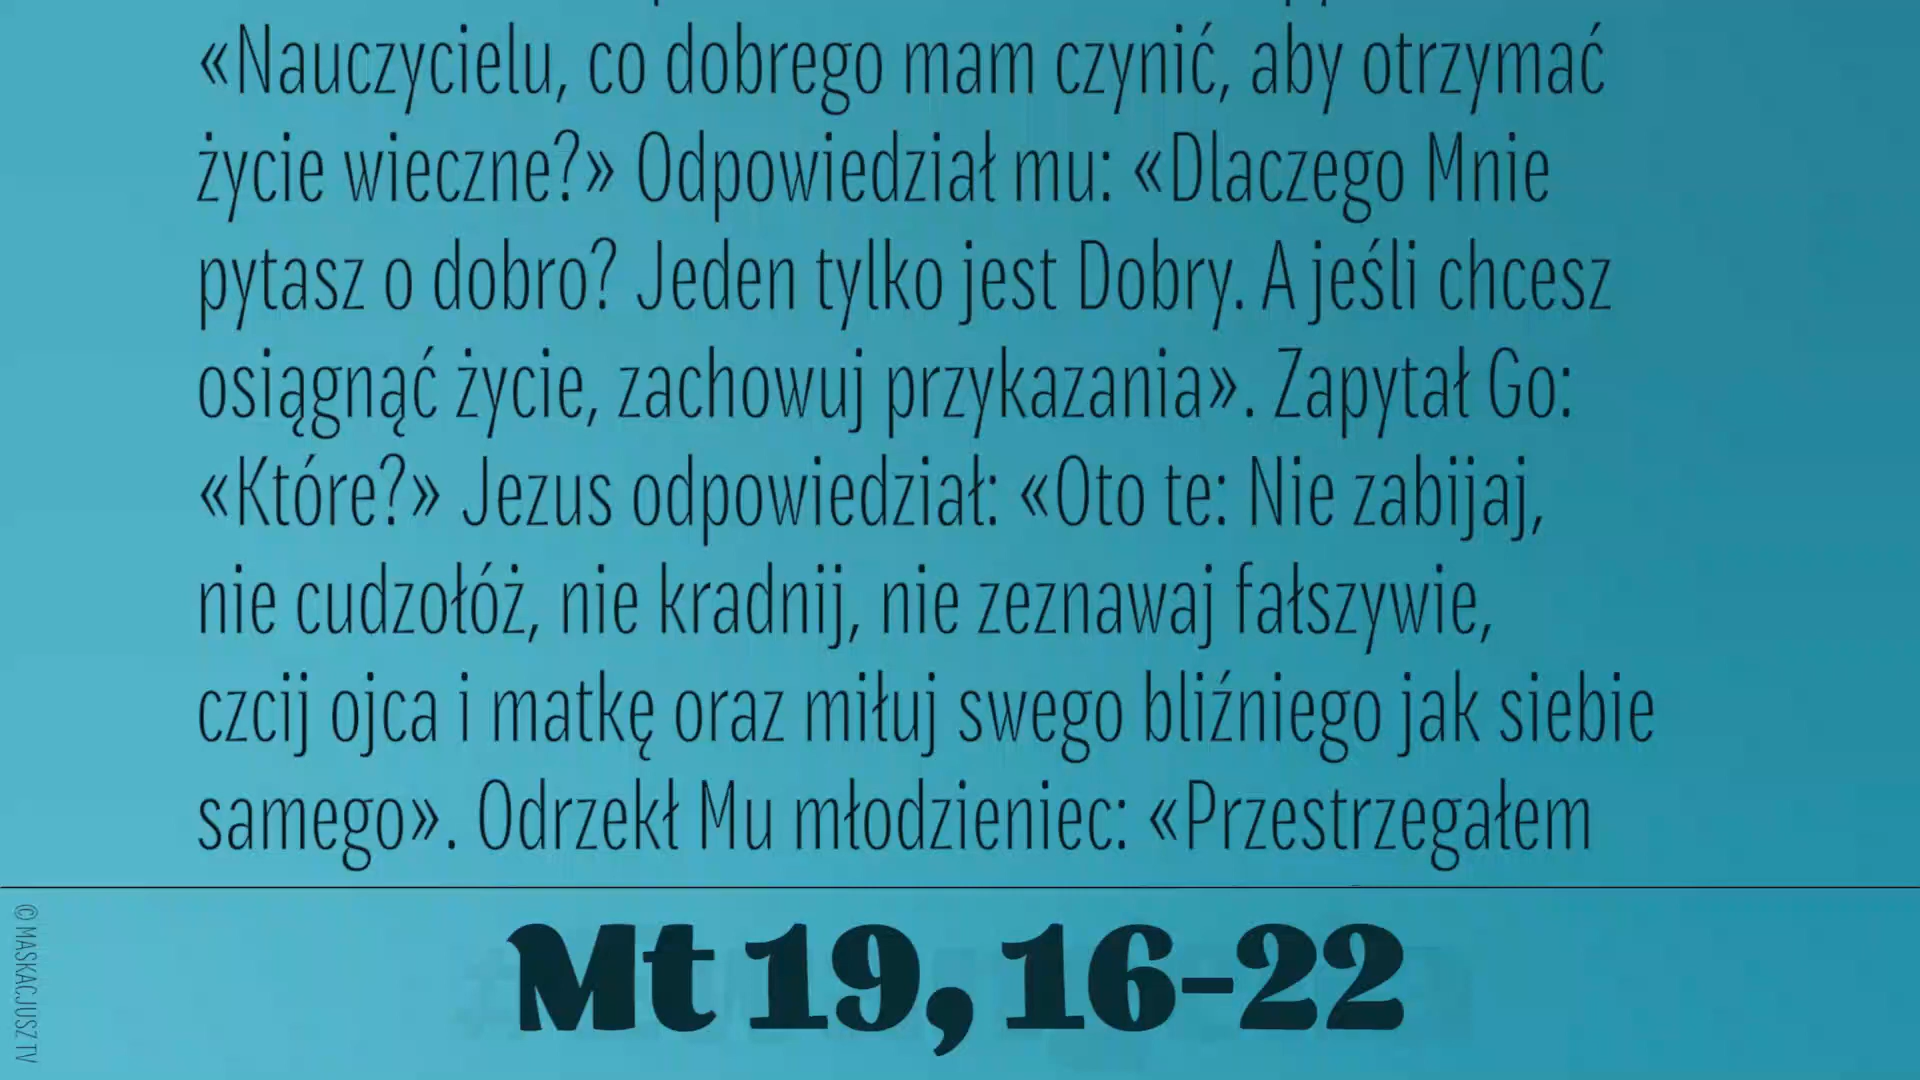 «Nauczycielu, co dobrego mam czynić, aby otrzymać
życie wieczne?» Odpowiedział mu: «Dlaczego Mnie
pytasz o dobro? Jeden tylko jest Dobry. A jeśli chcesz
osiągnąć życie, zachowuj przykazania». Zapytał Go:
«Które?» Jezus odpowiedział: «Oto te: Nie zabijaj,
nie cudzołóż, nie kradnij, nie zeznawaj fałszywie,
czcij ojca i matkę oraz miłuj swego bliźniego jak siebie
samego». Odrzekł Mu młodzieniec: «Przestrzegałem
Mt 19, 16-22
© MASKACJUSZ TV